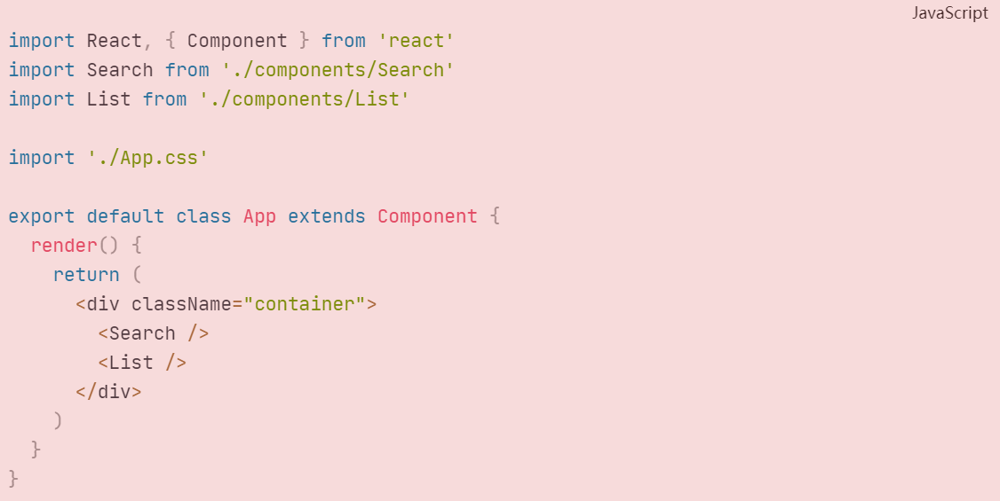 JavaScript
import React, { Component } from 'react'
import Search from './components/Search'
import List from './components/List'

import './App.css'

export default class App extends Component {
  render() {
    return (
      <div className="container">
        <Search />
        <List />
      </div>
    )
  }
}